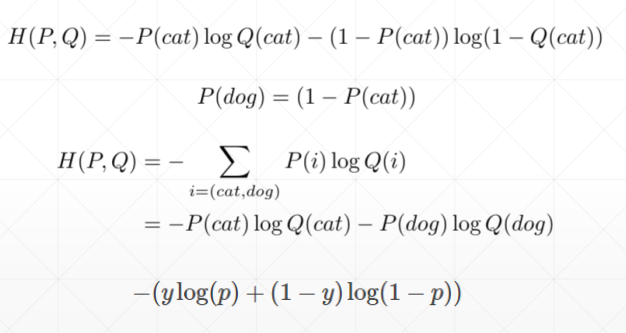 H(P, Q) = −P(cat) log Q(cat) − (1 − P(cat)) log(1 − Q(cat))
P(dog) = (1 − P(cat))
H(P, Q) = − ∑ P(i) log Q(i)
i=(cat,dog)
= −P(cat) log Q(cat) − P(dog) log Q(dog)
−(y log(p) + (1 − y) log(1 − p))